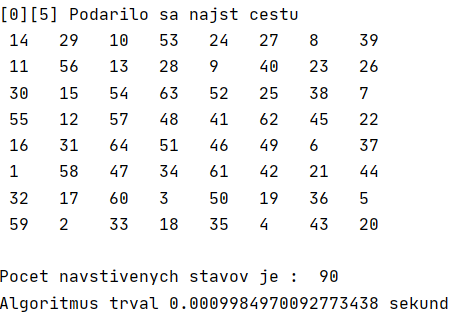 [0][5] Podarilo sa najst cestu
14 29 10 53 24 27 8 39
11 56 13 28 9 40 23 26
30 15 54 63 52 25 38 7
55 12 57 48 41 62 45 22
16 31 64 51 46 49 6 37
1 58 47 34 61 42 21 44
32 17 60 3 50 19 36 5
59 2 33 18 35 4 43 20
Pocet navstivenych stavov je : 90
Algoritmus trval 0.0009984970092773438 sekund